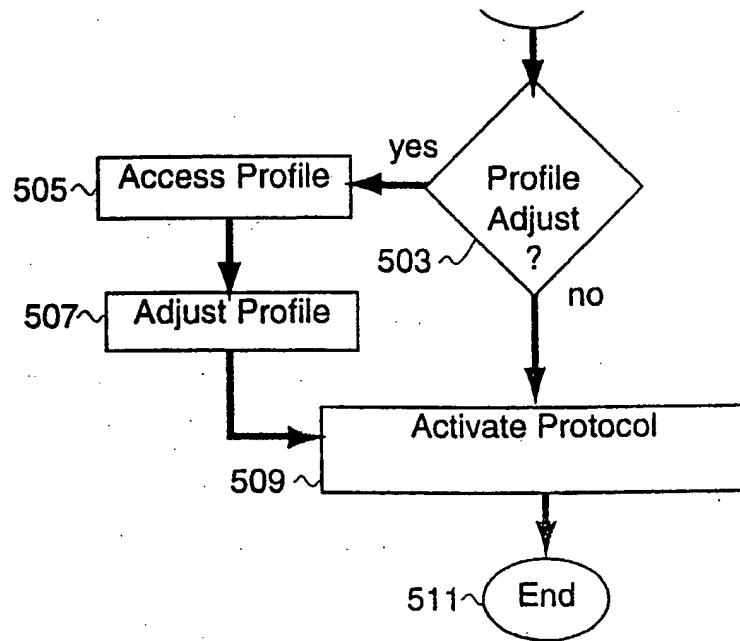 yes
Access Profile
505
Profile
Adjust
?
503
no
Adjust Profile
507
Activate Protocol
509
End
511